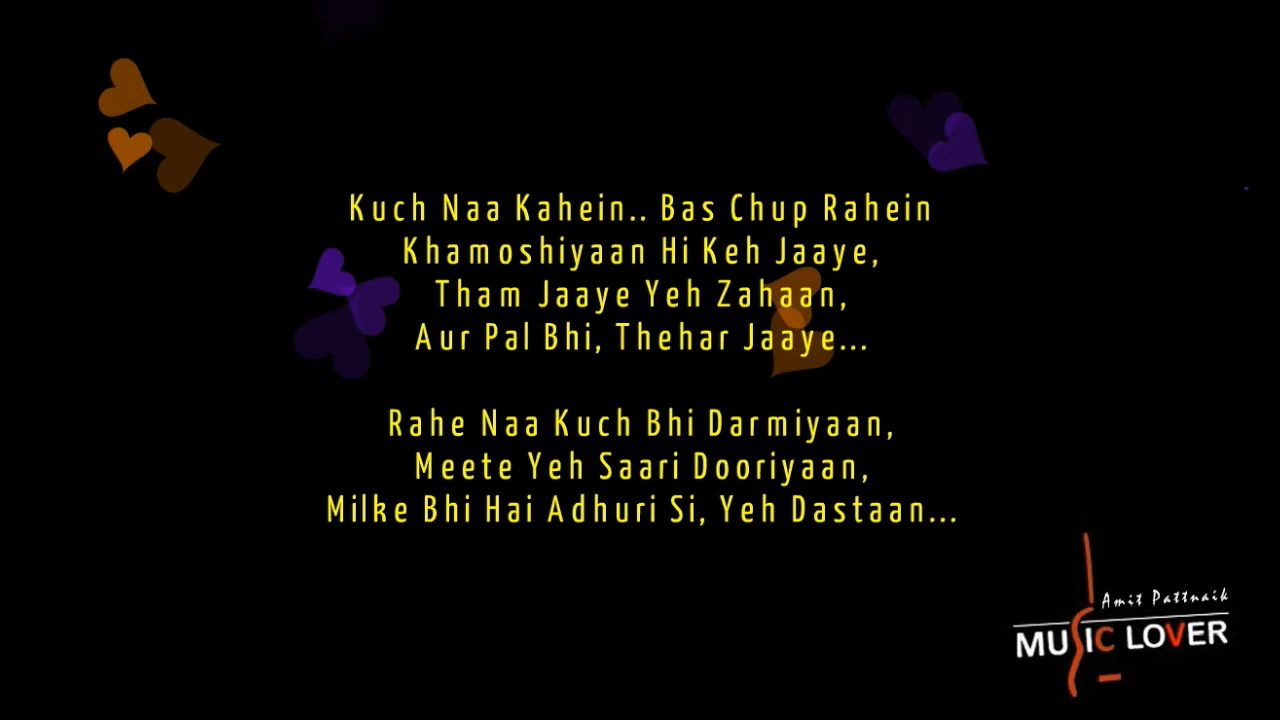 Kuch Naa Kahein.. Bas Chup Rahein
Khamoshiyaan Hi Keh Jaaye,
Tham Jaaye Yeh Zahaan,
Aur Pal Bhi, Thehar Jaaye...
Rahe Naa Kuch Bhi Darmiyaan,
Meete Yeh Saari Dooriyaan,
Milke Bhi Hai Adhuri Si, Yeh Dastaan...
Amit Pattnaik
MUSIC LOVER